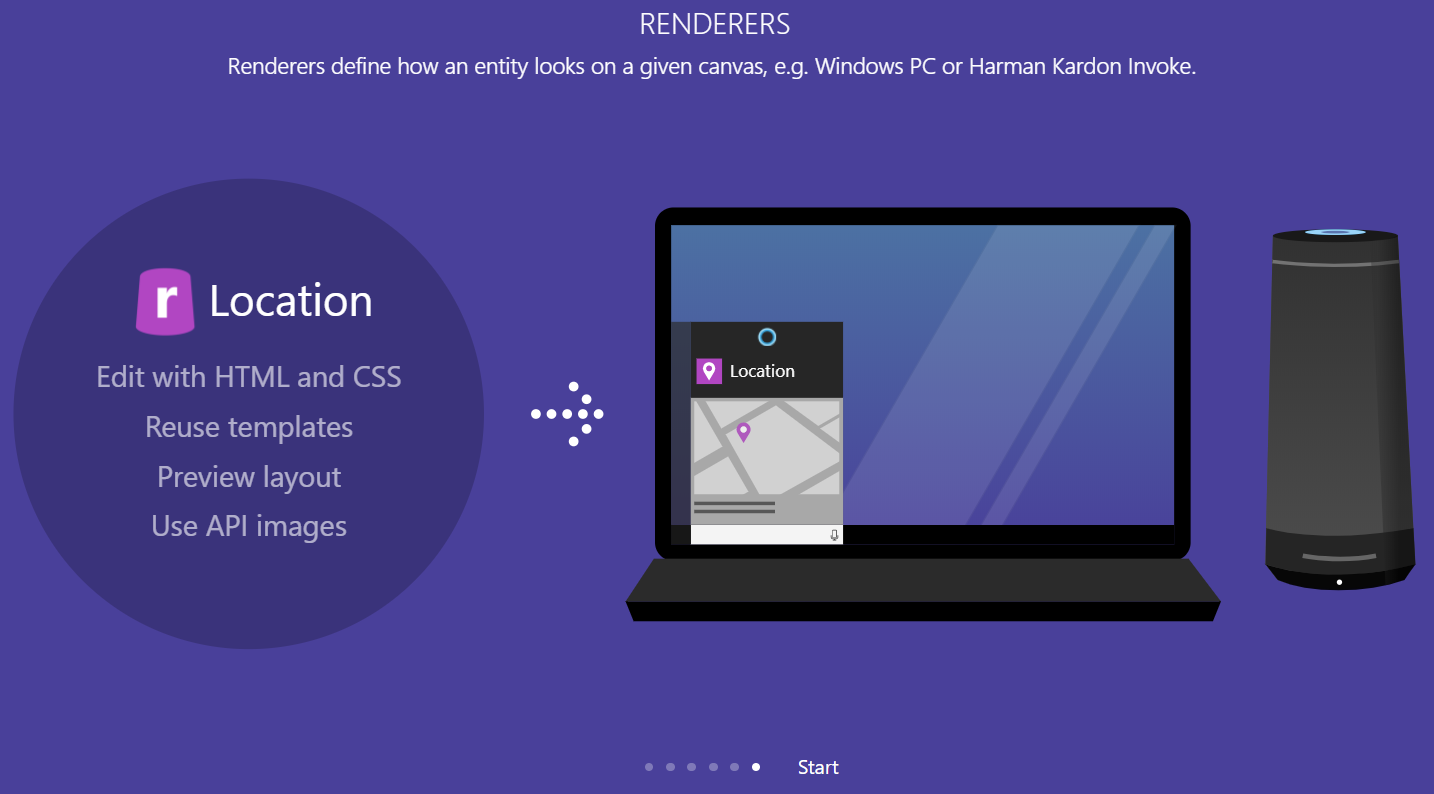 RENDERERS
Renderers define how an entity looks on a given canvas, e.g. Windows PC or Harman Kardon Invoke.
r Location
Edit with HTML and CSS
Reuse templates
Preview layout
Use API images
Location
Start